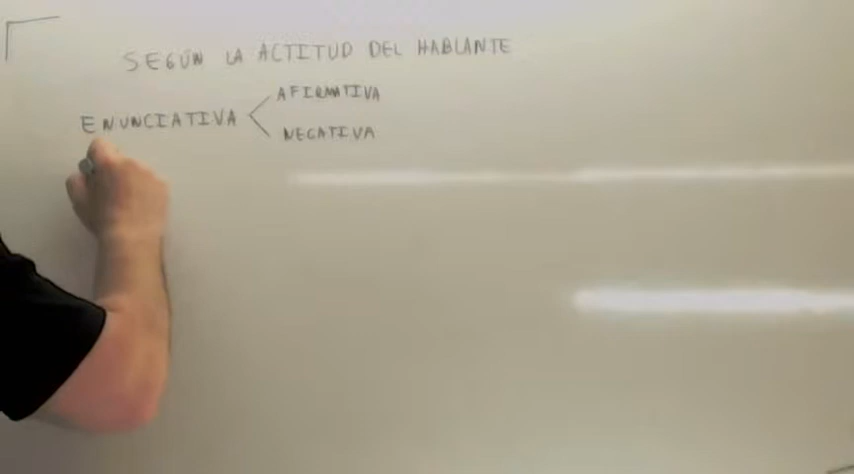 SEGÚN LA ACTITUD DEL HABLANTE
AFIRMATIVA
ENUNCIATIVA
NEGATIVA